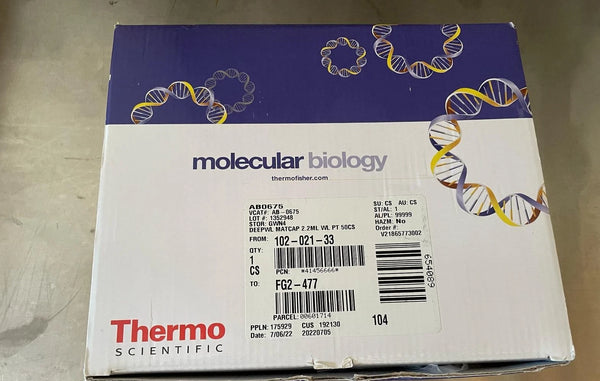 molecular biology
thermofisher.com
AB0675
VCAT#: AB -0675
LOT #: 1352948
STOR: GWN4
DEEPWL MATCAP 2.2ML WL PT 50CS
SU: CS AU: CS
ST/AL: 1
AL/PL: 99999
HAZM: No
Order #:
V21865773002
FROM: 102-021-33
QTY:
1
CS
PCN: *41456666*
TO: FG2-477
PARCEL: 00601714
654089
PPLN: 175929 CUS 192130
Date: 7/06/22 20220705
104
Thermo
SCIENTIFIC